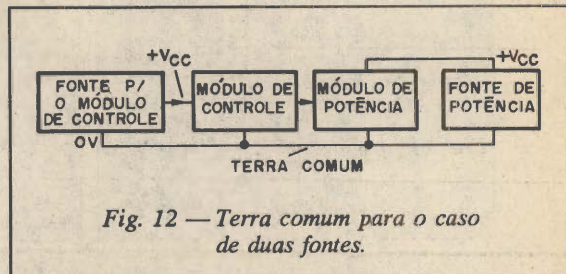 +VCC
+VCC
FONTE P/
O MÓDULO
DE CONTROLE
MÓDULO DE
CONTROLE
MÓDULO DE
POTÊNCIA
FONTE DE
POTÊNCIA
0V
TERRA COMUM
Fig. 12 — Terra comum para o caso
de duas fontes.